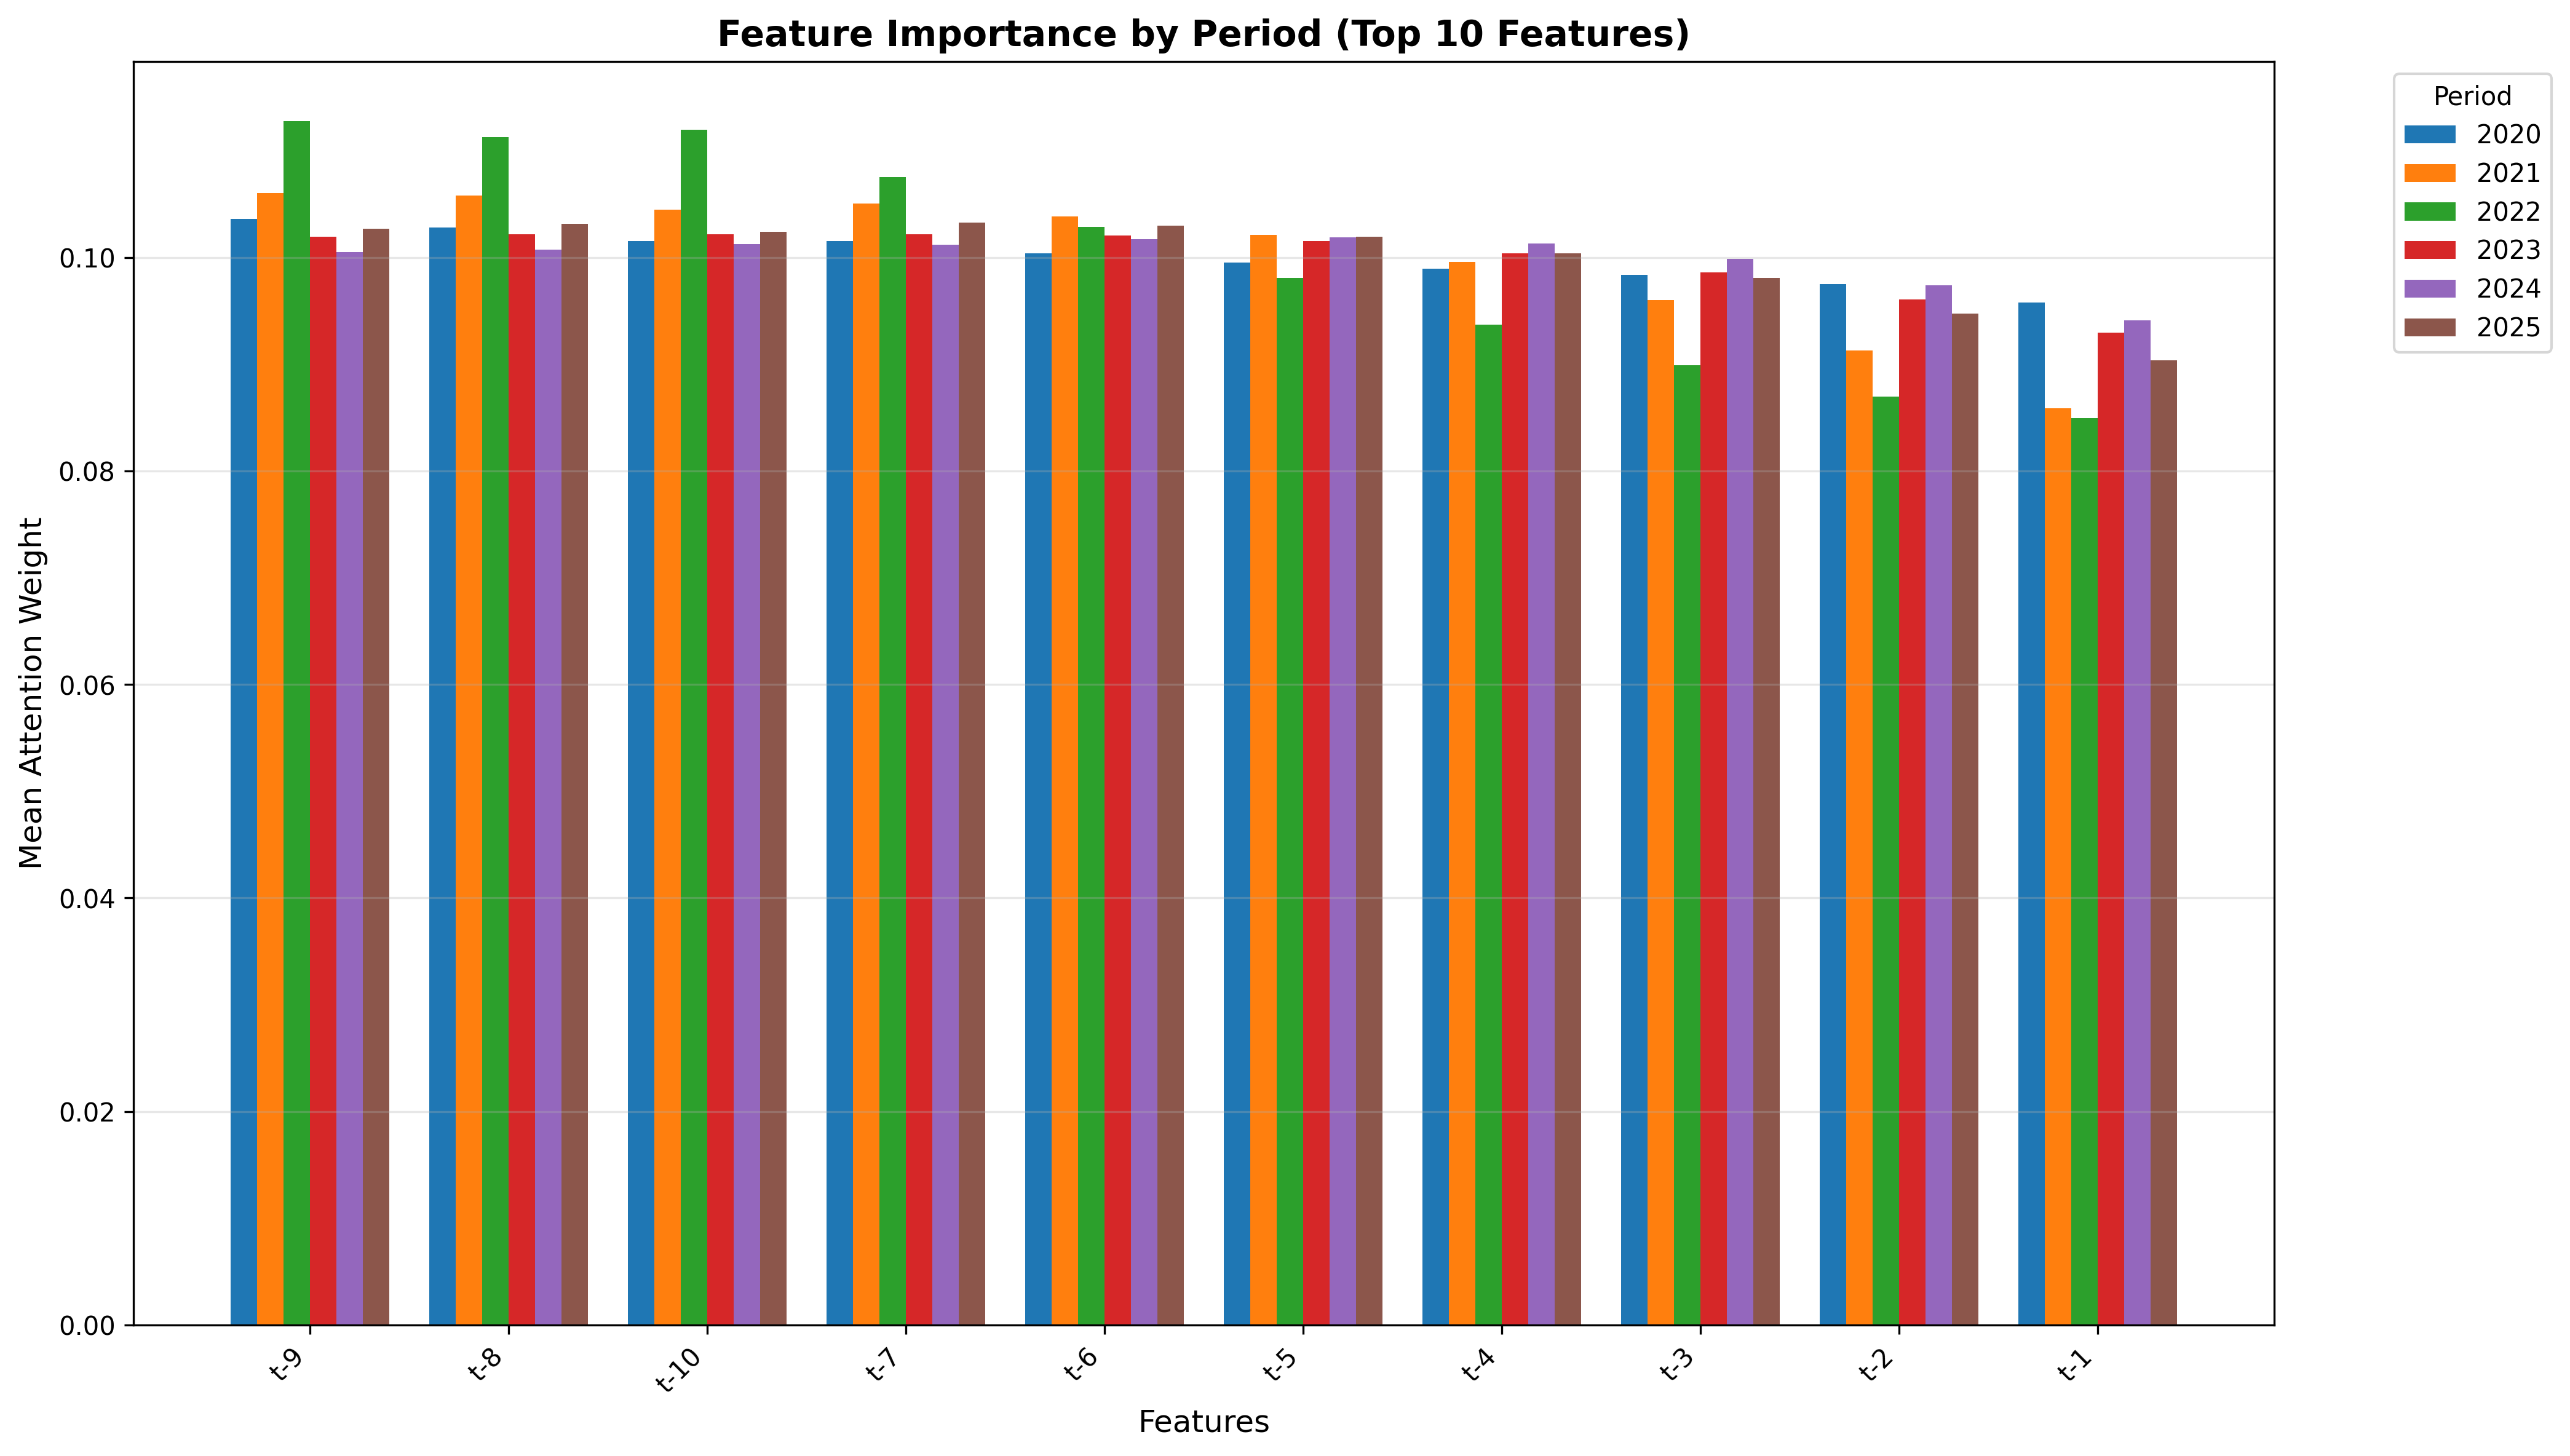 Feature Importance by Period (Top 10 Features)
Period
2020
2021
2022
2023
2024
2025
Mean Attention Weight
0.10
0.08
0.06
0.04
0.02
0.00
t-9
t-8
t-10
t-7
t-6
t-5
t-4
t-3
t-2
t-1
Features